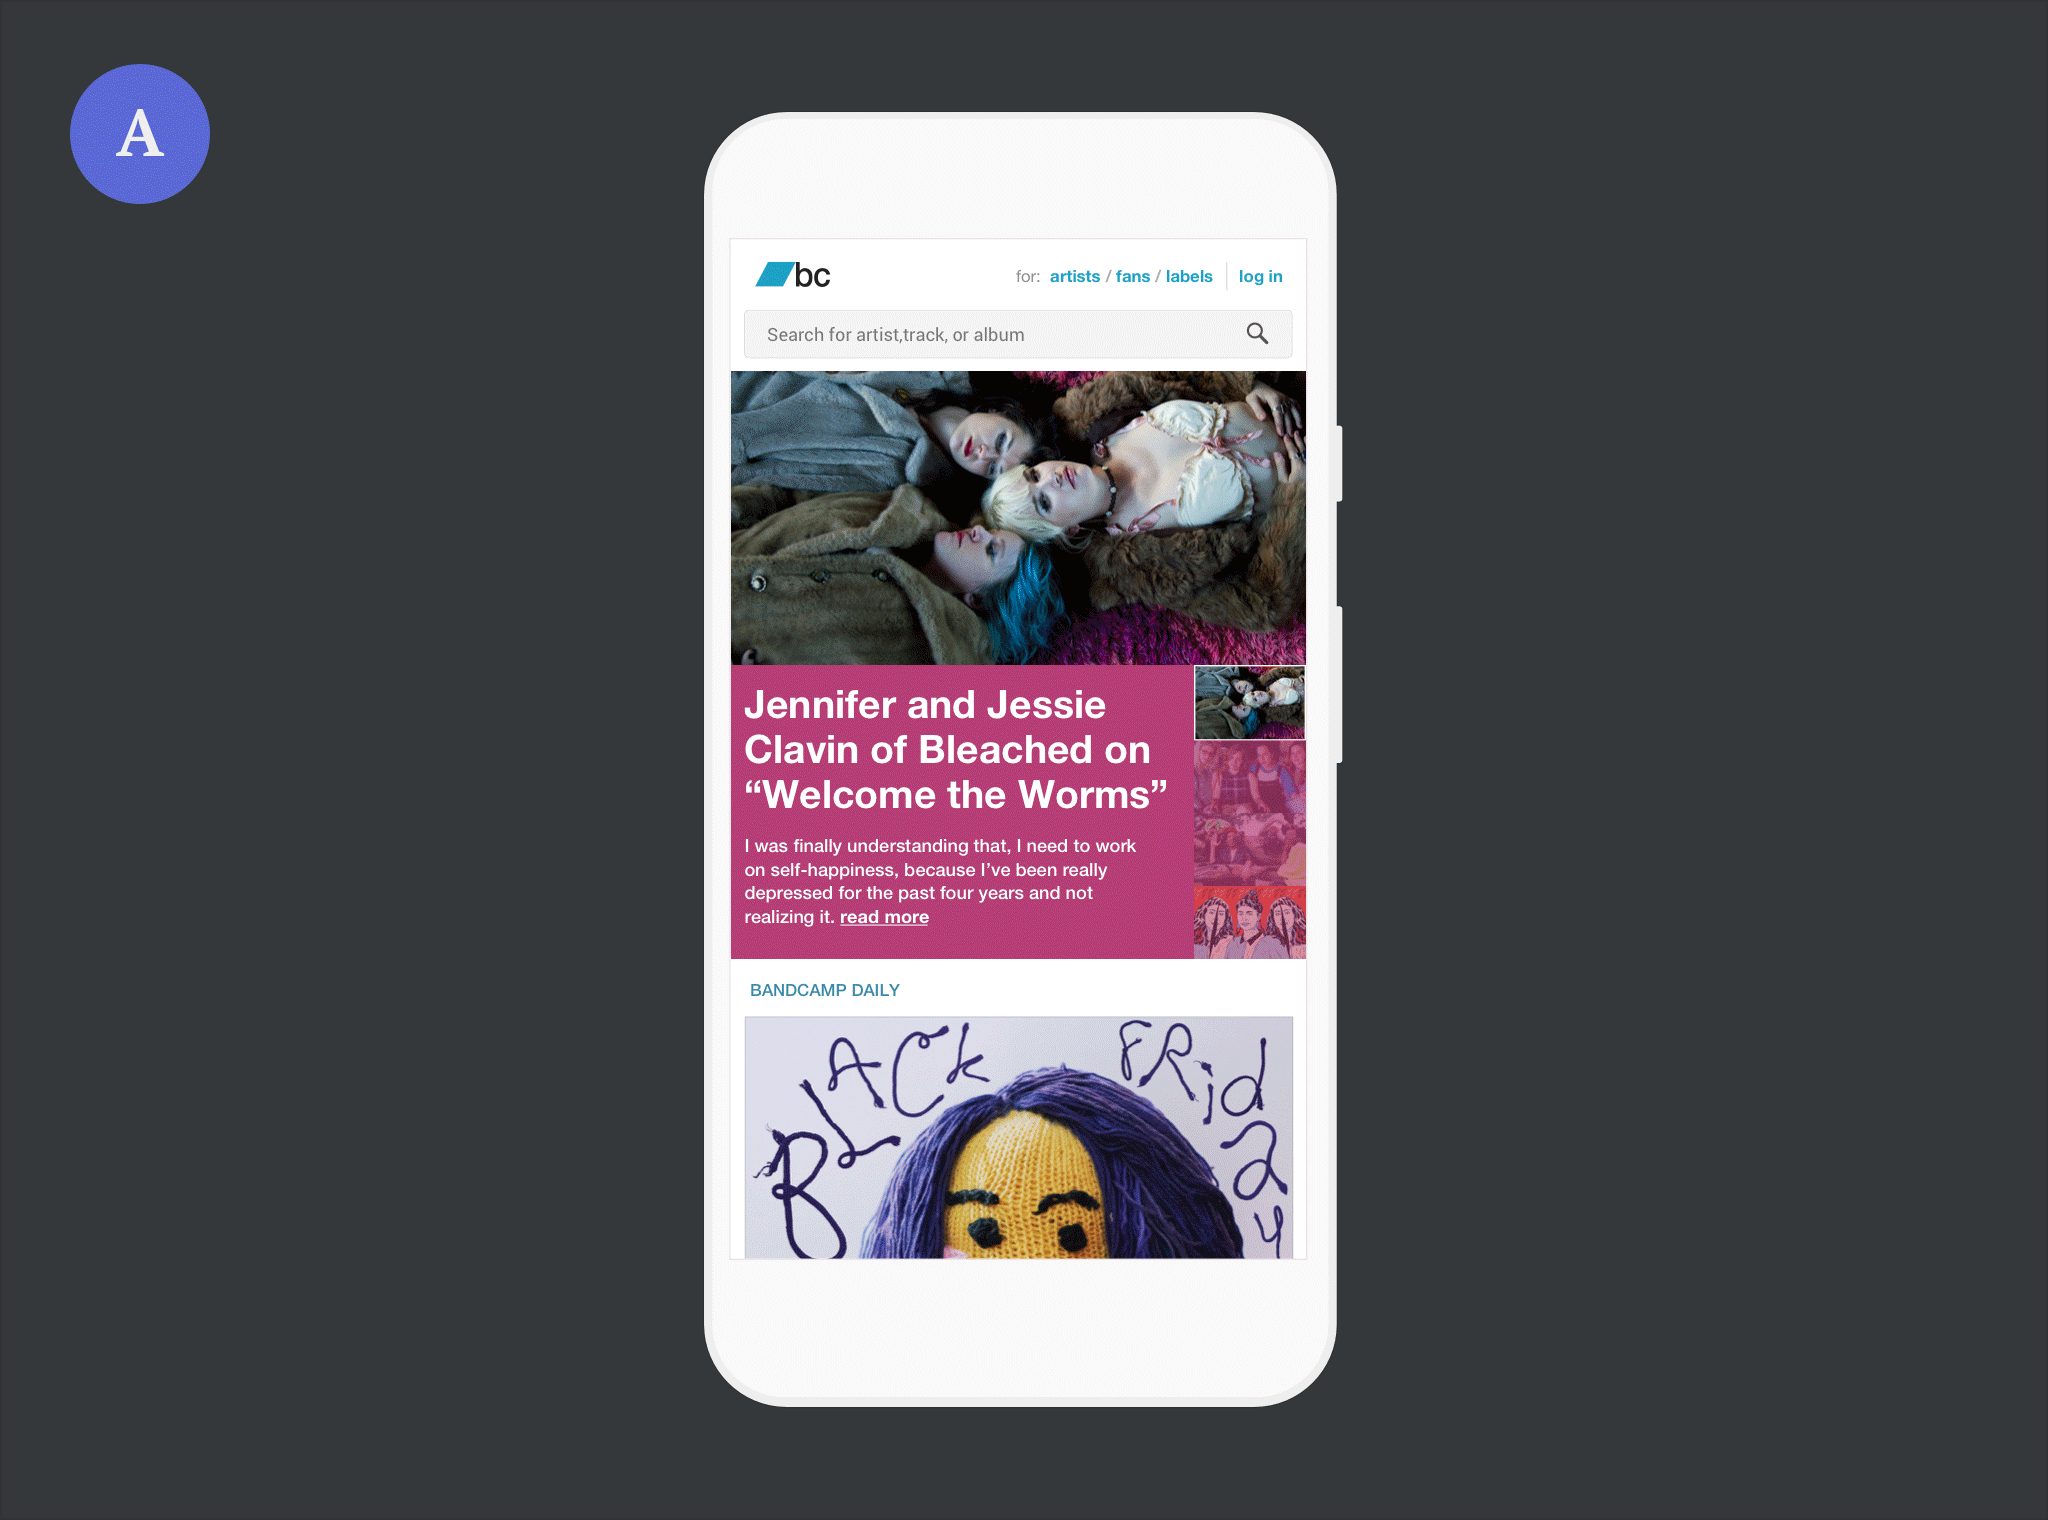 A
bc
for: artists / fans / labels log in
Search for artist,track, or album
Jennifer and Jessie
Clavin of Bleached on
“Welcome the Worms”
I was finally understanding that, I need to work
on self-happiness, because I’ve been really
depressed for the past four years and not
realizing it. read more
BANDCAMP DAILY
BLACK FRiday